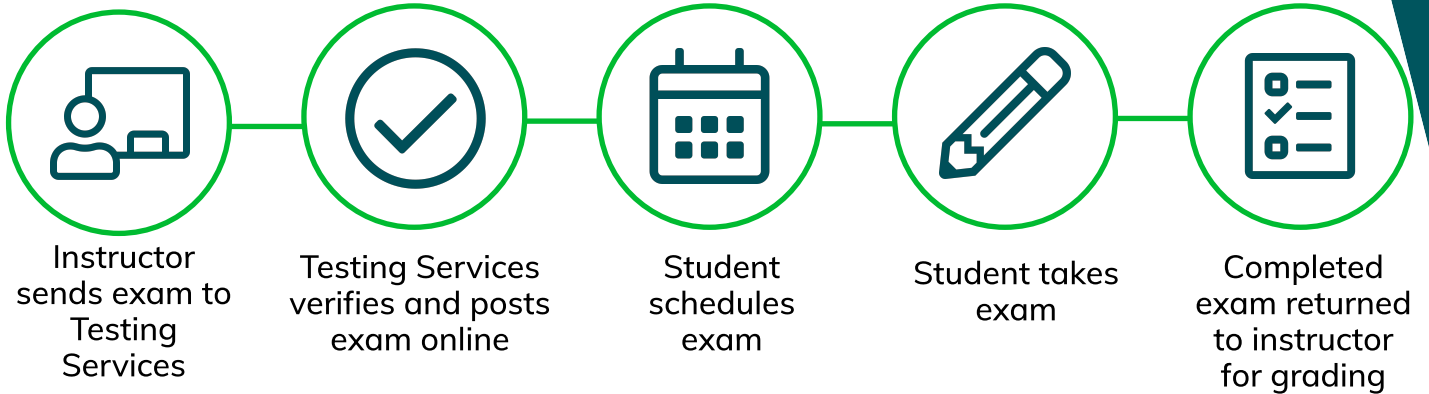 Instructor
sends exam to
Testing
Services
Testing Services
verifies and posts
exam online
Student
schedules
exam
Student takes
exam
Completed
exam returned
to instructor
for grading